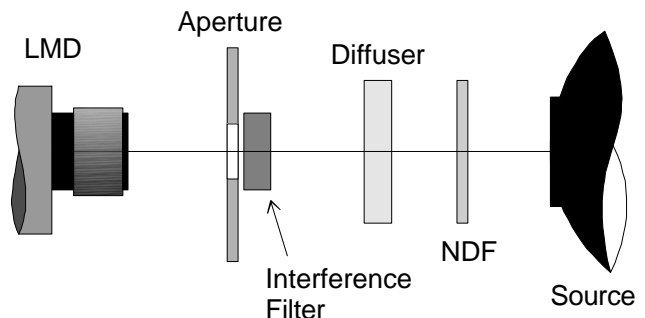 Aperture
LMD
Diffuser
NDF
Interference
Filter
Source